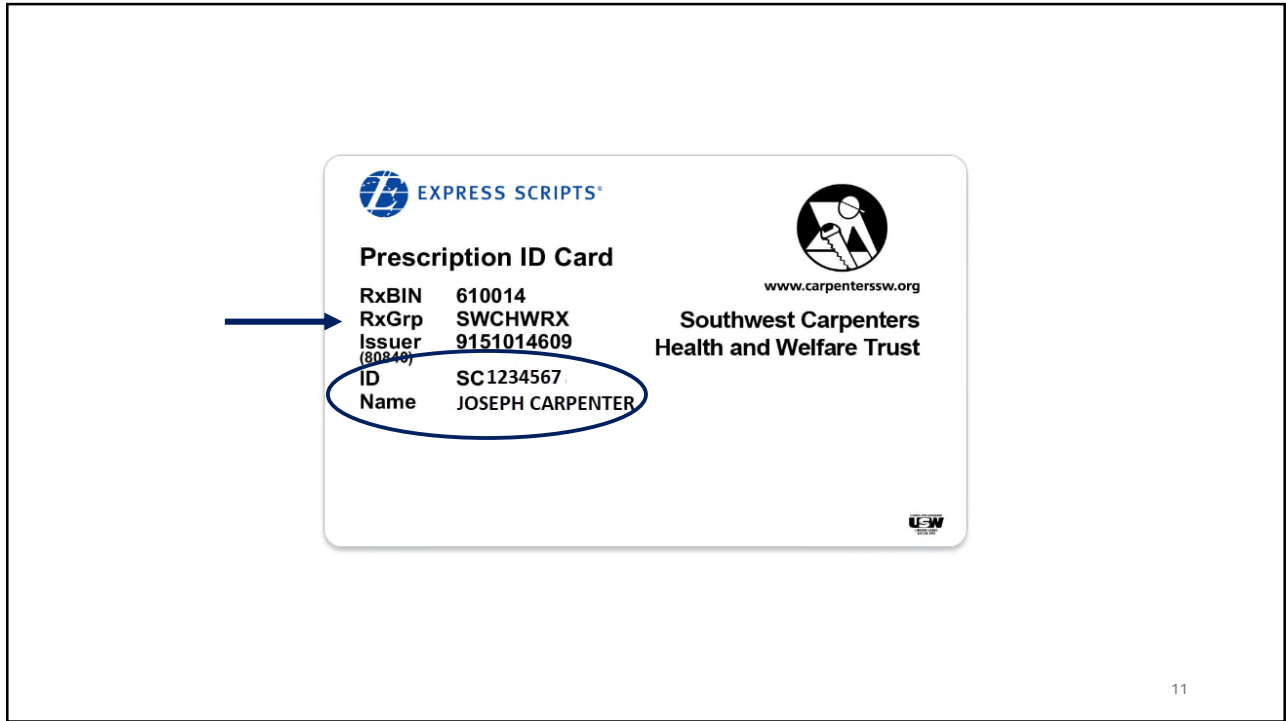 EXPRESS SCRIPTS®
Prescription ID Card
RxBIN 610014
RxGrp SWCHWRX
Issuer 9151014609
(80840)
ID SC1234567
Name JOSEPH CARPENTER
www.carpenterssw.org
Southwest Carpenters
Health and Welfare Trust
USW
11